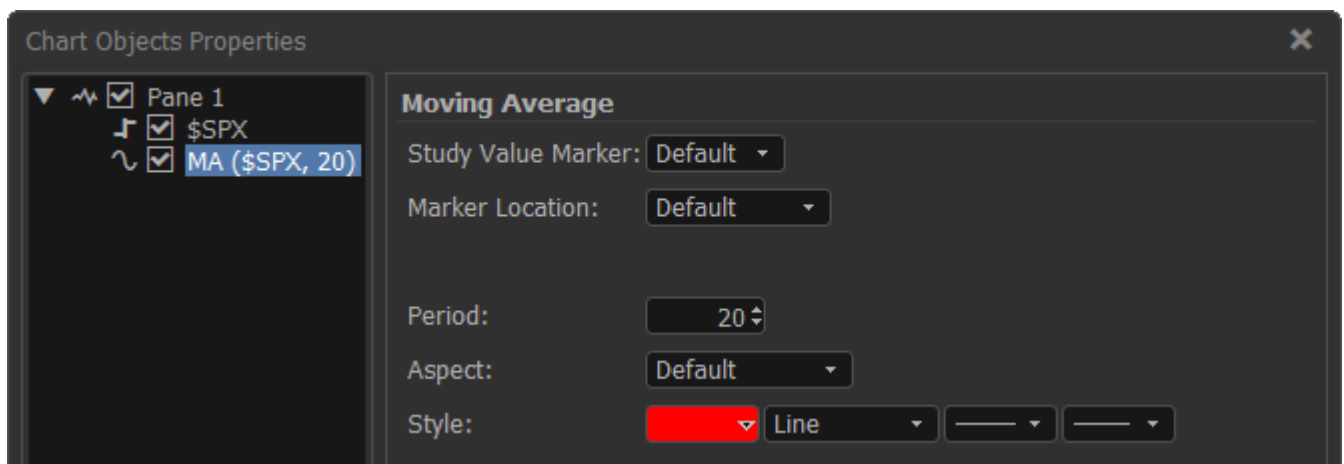 Chart Objects Properties
Pane 1
$SPX
MA ($SPX, 20)
Moving Average
Study Value Marker: Default
Marker Location: Default
Period: 20
Aspect: Default
Style: Line